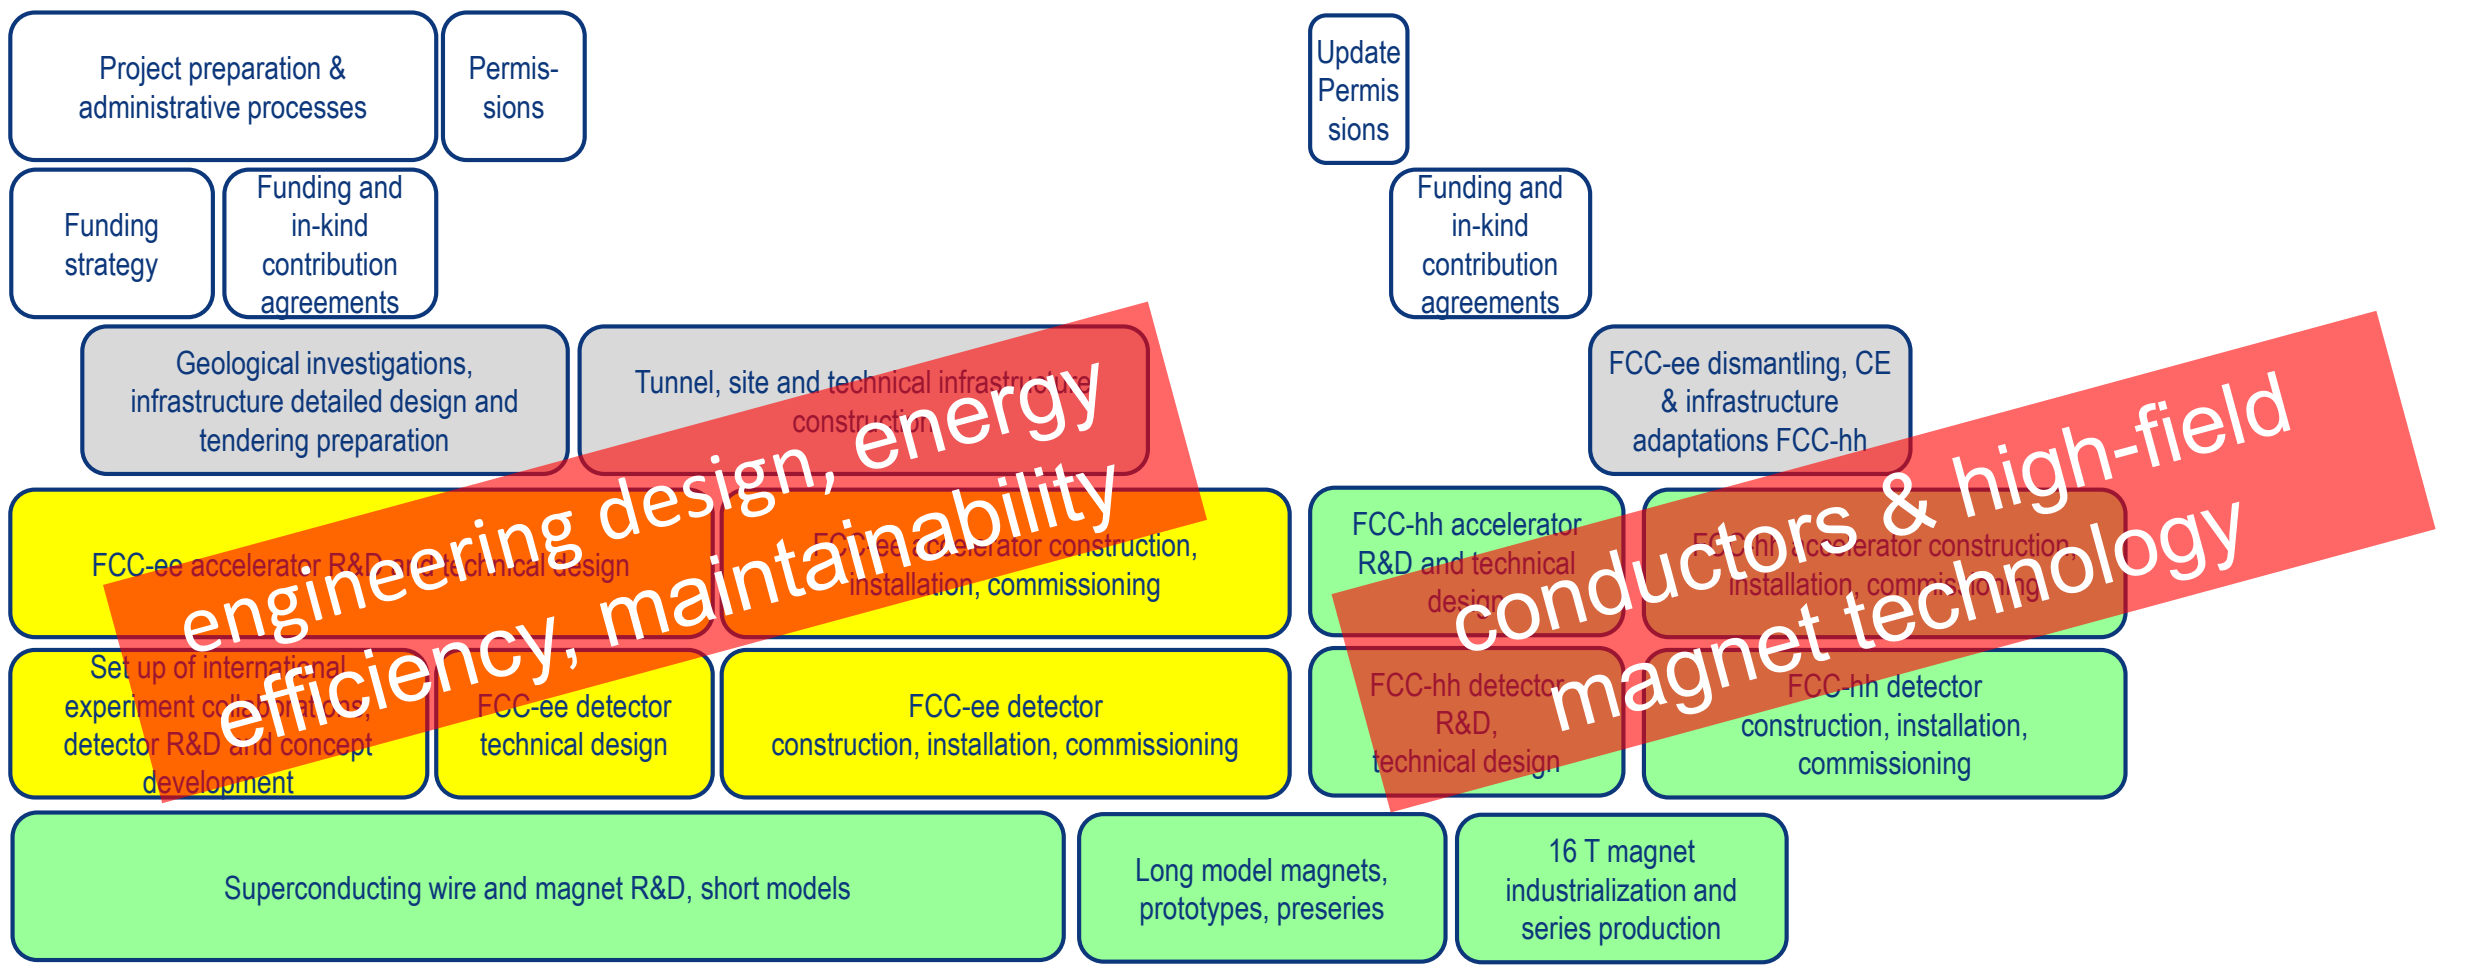 Project preparation &
administrative processes
Permis-
sions
Update
Permis
sions
Funding
strategy
Funding and
in-kind
contribution
agreements
Funding and
in-kind
contribution
agreements
Geological investigations,
infrastructure detailed design and
tendering preparation
Tunnel, site and technical infrastructure
construction
FCC-ee dismantling, CE
& infrastructure
adaptations FCC-hh
engineering design, energy
efficiency, maintainability
conductors & high-field
magnet technology
FCC-ee accelerator R&D and technical design
FCC-ee accelerator construction,
installation, commissioning
FCC-hh accelerator
R&D and technical
design
FCC-hh accelerator construction,
installation, commissioning
Set up of international
experiment collaborations,
detector R&D and concept
development
FCC-ee detector
technical design
FCC-ee detector
construction, installation, commissioning
FCC-hh detector
R&D,
technical design
FCC-hh detector
construction, installation,
commissioning
Superconducting wire and magnet R&D, short models
Long model magnets,
prototypes, preseries
16 T magnet
industrialization and
series production